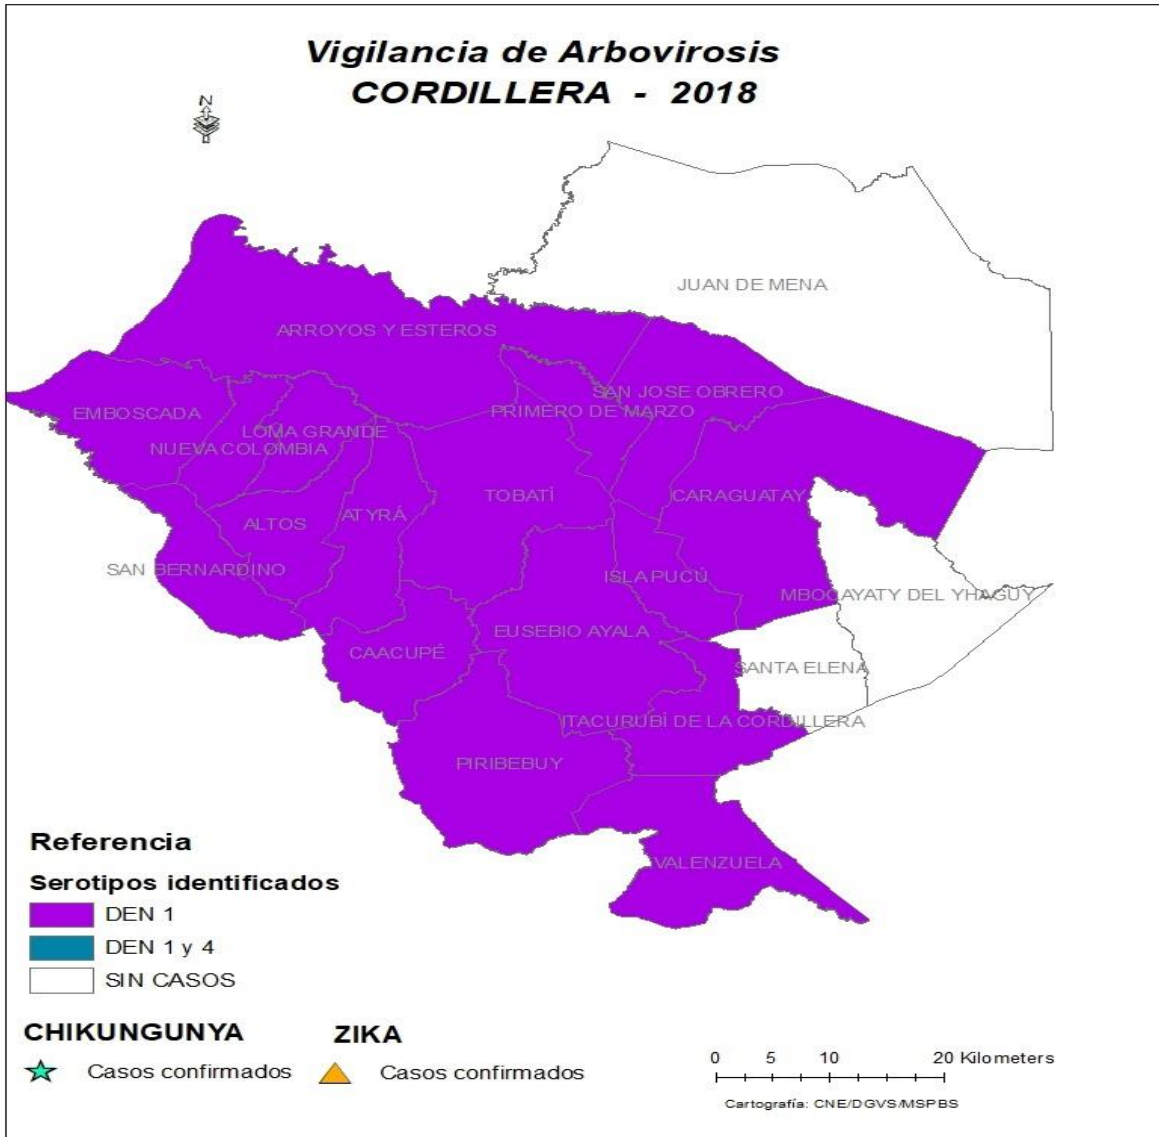 Vigilancia de Arbovirosis
CORDILLERA - 2018
N
JUAN DE MENA
ARROYOS Y ESTEROS
SAN JOSE OBRERO
EMBOSCADA
PRIMERO DE MARZO
LOMA GRANDE
NUEVA COLOMBIA
TOBATÍ
CARAGUATAY
ATYRÁ
ALTOS
SAN BERNARDINO
ISLA PUCÚ
MBOCAYATY DEL YHAGUY
EUSEBIO AYALA
CAACUPÉ
SANTA ELENA
ITACURUBÍ DE LA CORDILLERA
PIRIBEBUY
VALENZUELA
Referencia
Serotipos identificados
DEN 1
DEN 1 y 4
SIN CASOS
CHIKUNGUNYA ZIKA
Casos confirmados Casos confirmados
0 5 10 20 Kilometers
Cartografía: CNE/DGVS/MSPBS